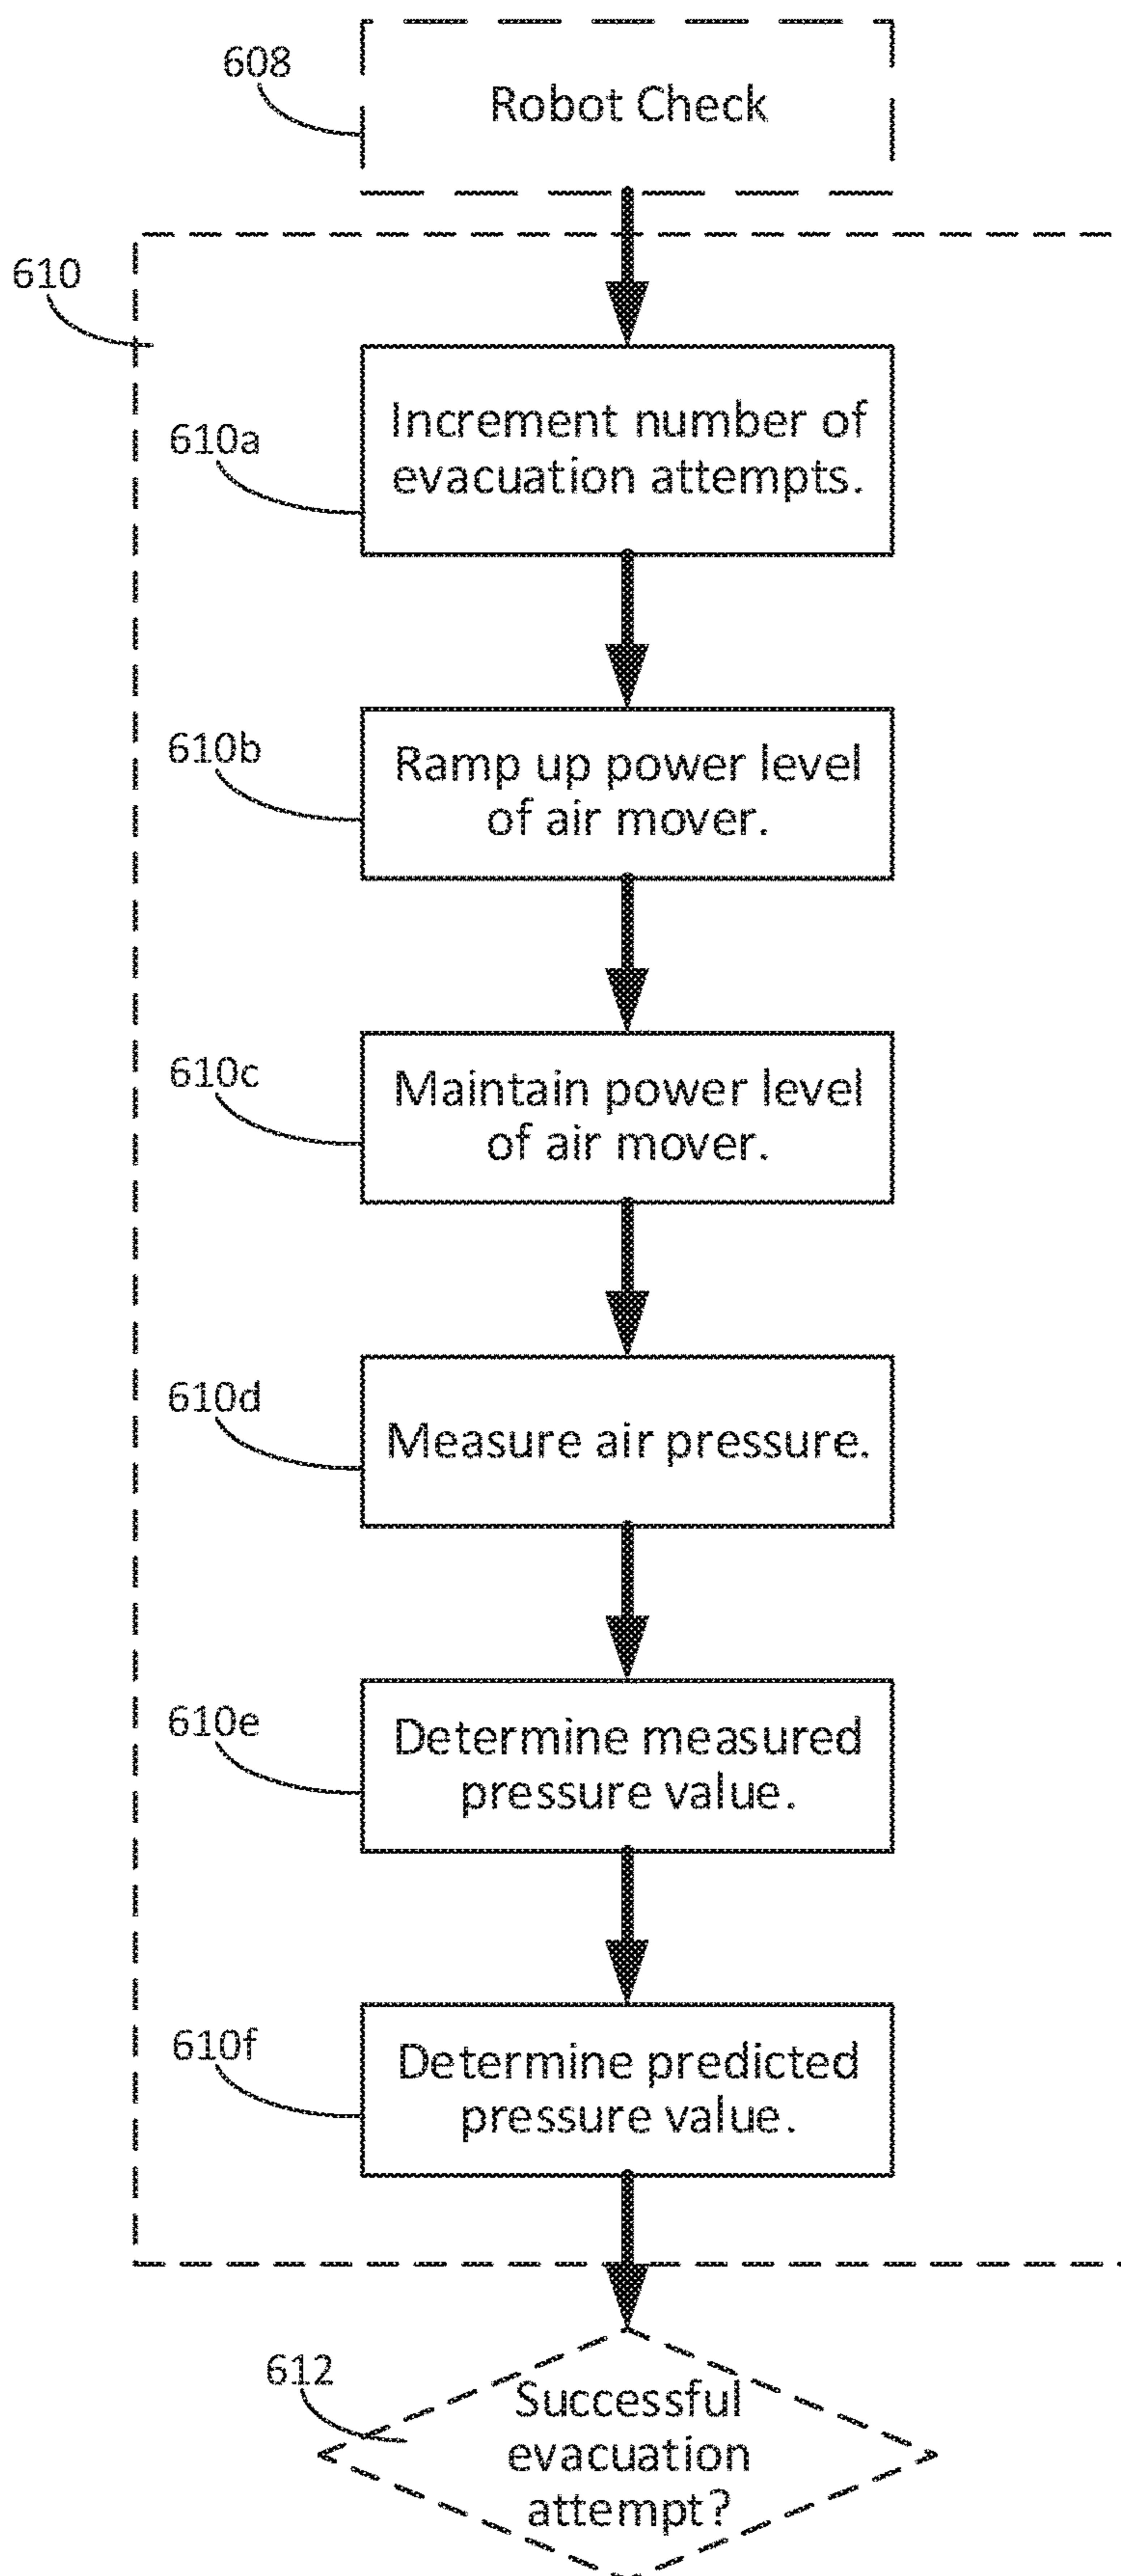 608
Robot Check
610
610a
Increment number of
evacuation attempts.
610b
Ramp up power level
of air mover.
610c
Maintain power level
of air mover.
610d
Measure air pressure.
610e
Determine measured
pressure value.
610f
Determine predicted
pressure value.
612
Successful
evacuation
attempt?